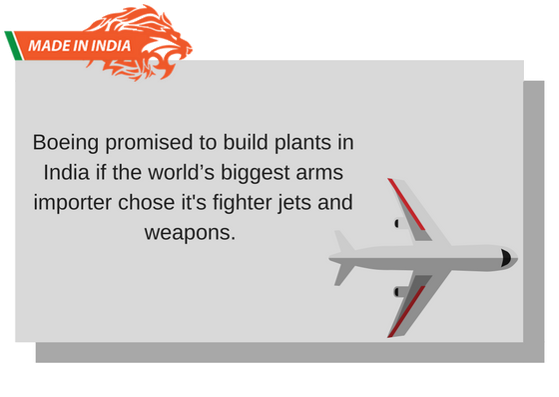 MADE IN INDIA
Boeing promised to build plants in
India if the world’s biggest arms
importer chose it's fighter jets and
weapons.